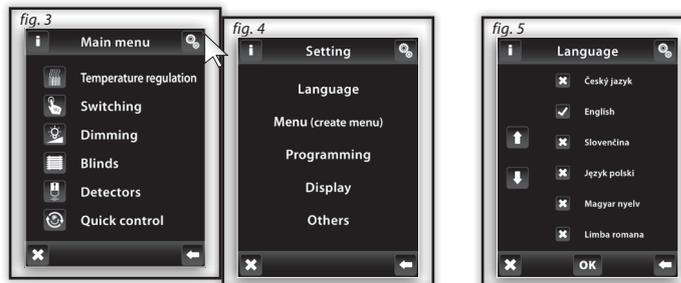 fig. 3
i
Main menu
Temperature regulation
Switching
Dimming
Blinds
Detectors
Quick control
fig. 4
i
Setting
Language
Menu (create menu)
Programming
Display
Others
fig. 5
i
Language
Český jazyk
English
Slovenčina
Język polski
Magyar nyelv
Limba romana
OK